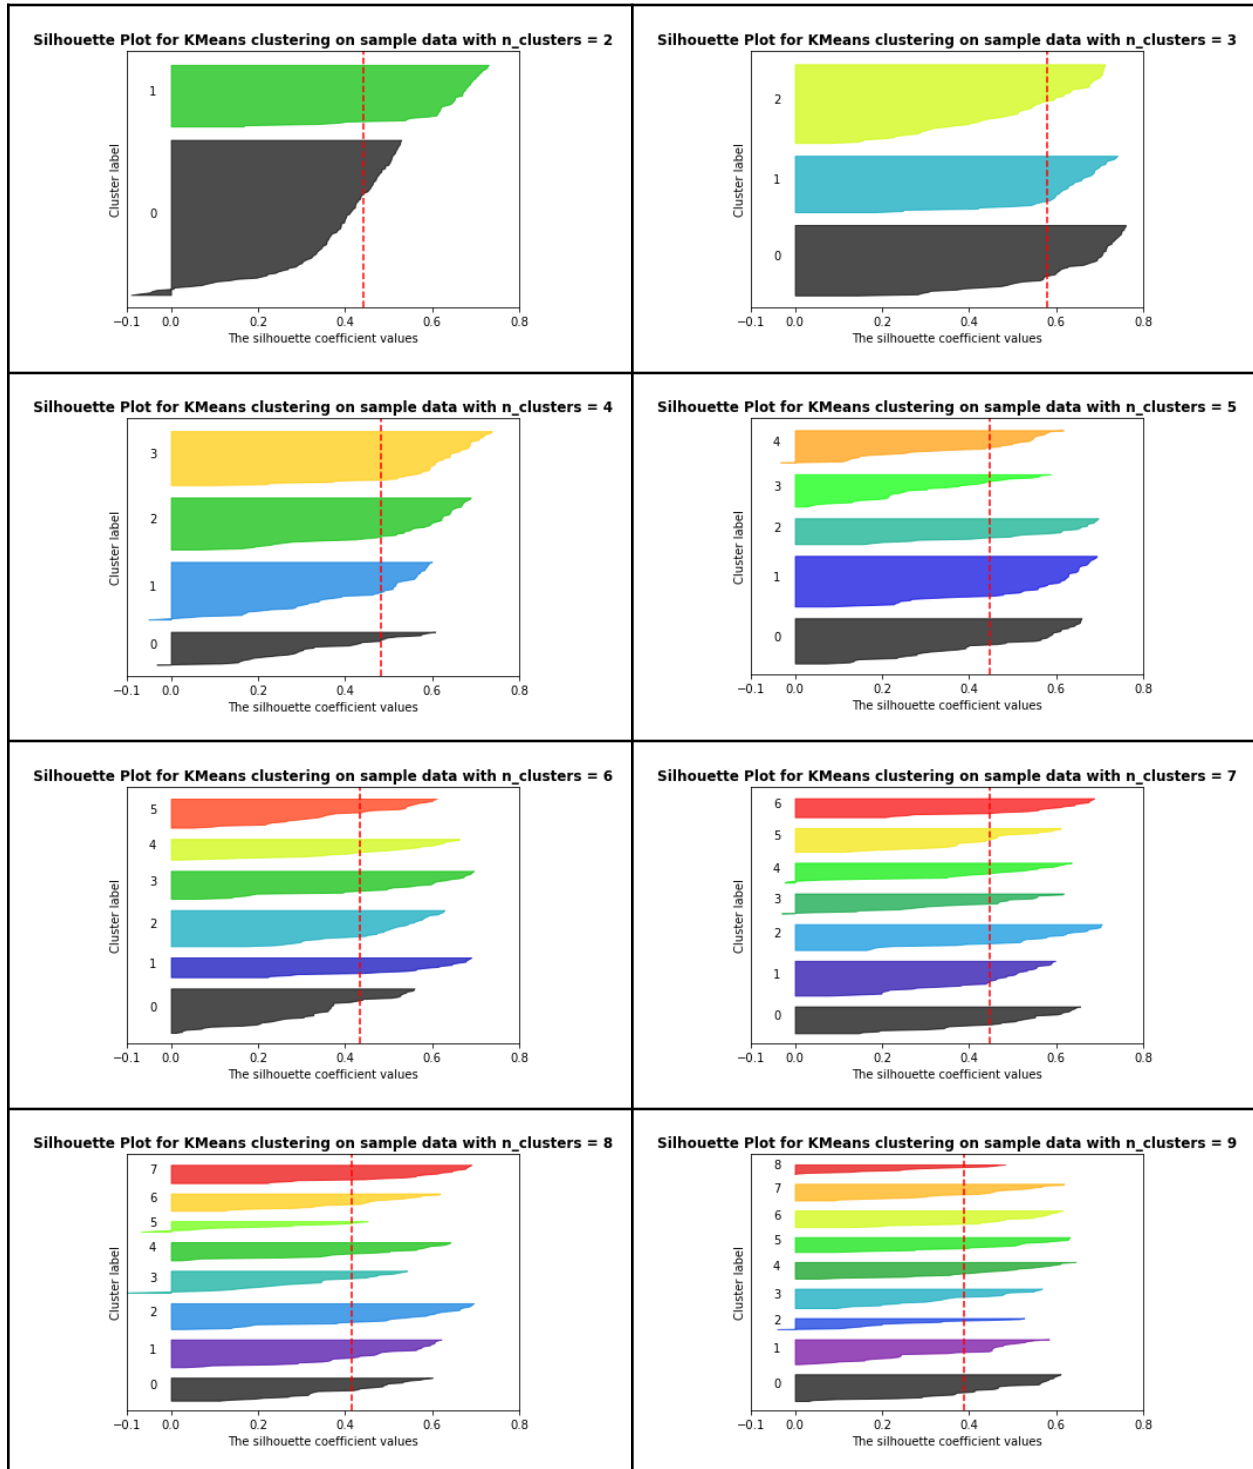 Silhouette Plot for KMeans clustering on sample data with n_clusters = 2
1
0
Cluster label
−0.1 0.0 0.2 0.4 0.6 0.8
The silhouette coefficient values
Silhouette Plot for KMeans clustering on sample data with n_clusters = 3
2
1
0
Cluster label
−0.1 0.0 0.2 0.4 0.6 0.8
The silhouette coefficient values
Silhouette Plot for KMeans clustering on sample data with n_clusters = 4
3
2
1
0
Cluster label
−0.1 0.0 0.2 0.4 0.6 0.8
The silhouette coefficient values
Silhouette Plot for KMeans clustering on sample data with n_clusters = 5
4
3
2
1
0
Cluster label
−0.1 0.0 0.2 0.4 0.6 0.8
The silhouette coefficient values
Silhouette Plot for KMeans clustering on sample data with n_clusters = 6
5
4
3
2
1
0
Cluster label
−0.1 0.0 0.2 0.4 0.6 0.8
The silhouette coefficient values
Silhouette Plot for KMeans clustering on sample data with n_clusters = 7
6
5
4
3
2
1
0
Cluster label
−0.1 0.0 0.2 0.4 0.6 0.8
The silhouette coefficient values
Silhouette Plot for KMeans clustering on sample data with n_clusters = 8
7
6
5
4
3
2
1
0
Cluster label
−0.1 0.0 0.2 0.4 0.6 0.8
The silhouette coefficient values
Silhouette Plot for KMeans clustering on sample data with n_clusters = 9
8
7
6
5
4
3
2
1
0
Cluster label
−0.1 0.0 0.2 0.4 0.6 0.8
The silhouette coefficient values